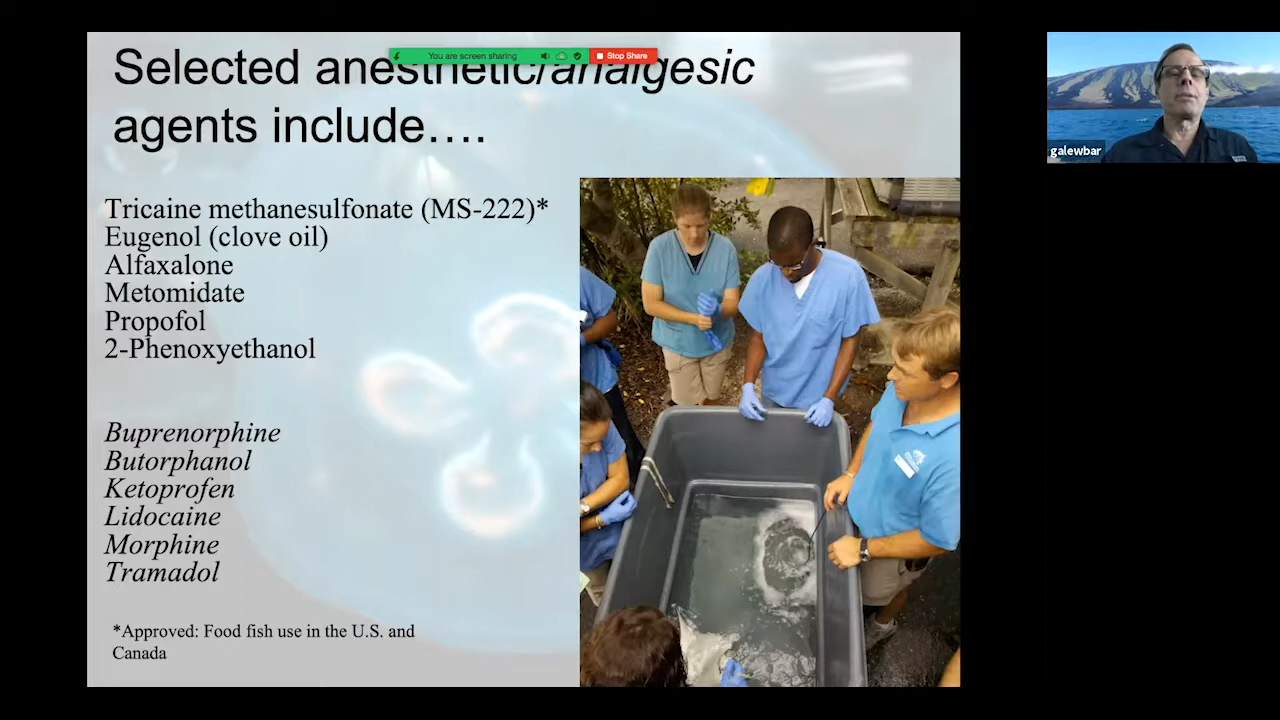 You are screen sharing
Stop Share
Selected anesthetic/analgesic
agents include….
Tricaine methanesulfonate (MS-222)*
Eugenol (clove oil)
Alfaxalone
Metomidate
Propofol
2-Phenoxyethanol
Buprenorphine
Butorphanol
Ketoprofen
Lidocaine
Morphine
Tramadol
*Approved: Food fish use in the U.S. and
Canada
galewbar